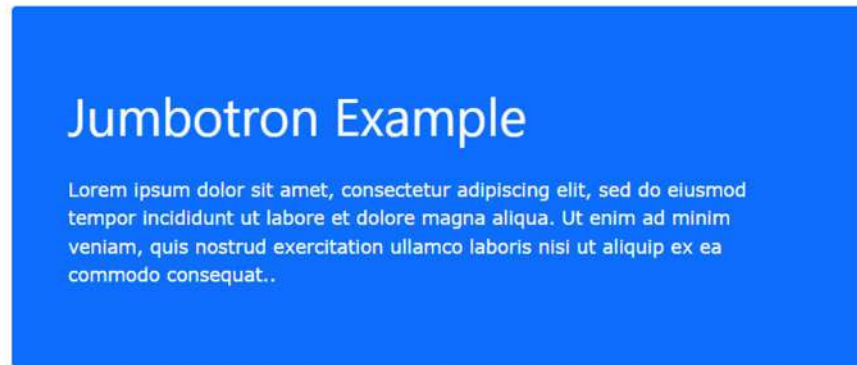 Jumbotron Example
Lorem ipsum dolor sit amet, consectetur adipiscing elit, sed do eiusmod
tempor incididunt ut labore et dolore magna aliqua. Ut enim ad minim
veniam, quis nostrud exercitation ullamco laboris nisi ut aliquip ex ea
commodo consequat..